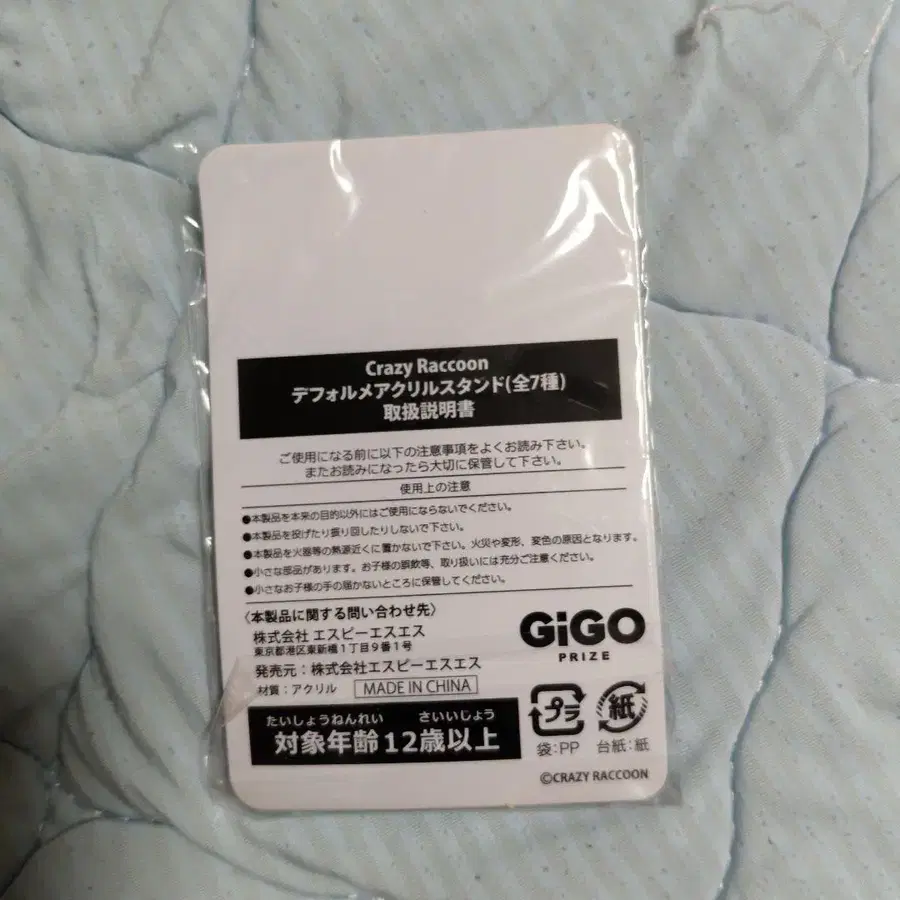 Crazy Raccoon
デフォルメアクリルスタンド(全7種)
取扱説明書
ご使用になる前に以下の注意事項をよくお読み下さい。
またお読みになったら大切に保管して下さい。
使用上の注意
●本製品を本来の目的以外にはご使用にならないでください。
●本製品を投げたり振り回したりしないで下さい。
●本製品を火器等の熱源近くに置かないで下さい。火災や変形、変色の原因となります。
●小さな部品があります。お子様の誤飲等、取り扱いには充分ご注意ください。
●小さなお子様の手の届かないところに保管してください。
〈本製品に関する問い合わせ先〉
株式会社 エスピーエスエス
東京都港区東新橋1丁目9番1号
発売元：株式会社エスピーエスエス
材質：アクリル MADE IN CHINA
たいしょうねんれい さいいじょう
対象年齢12歳以上
GiGO
PRIZE
プラ 紙
袋:PP 台紙:紙
©CRAZY RACCOON